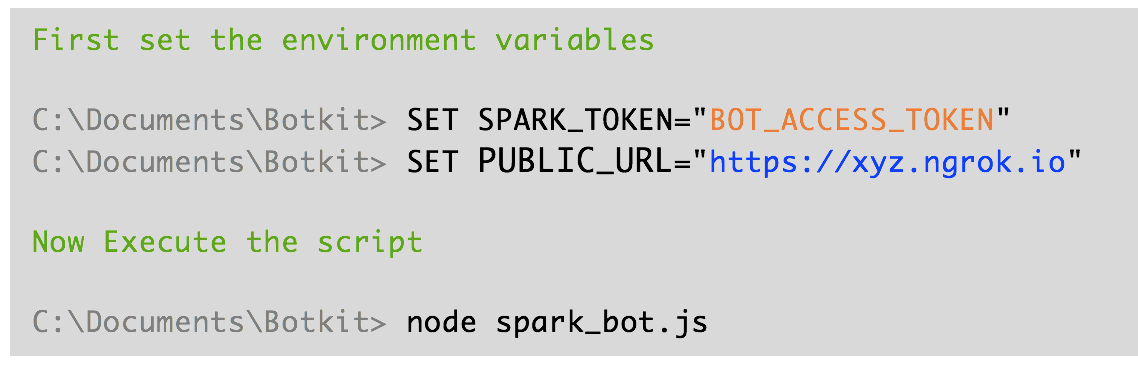 First set the environment variables
C:\Documents\Botkit> SET SPARK_TOKEN="BOT_ACCESS_TOKEN"
C:\Documents\Botkit> SET PUBLIC_URL="https://xyz.ngrok.io"
Now Execute the script
C:\Documents\Botkit> node spark_bot.js